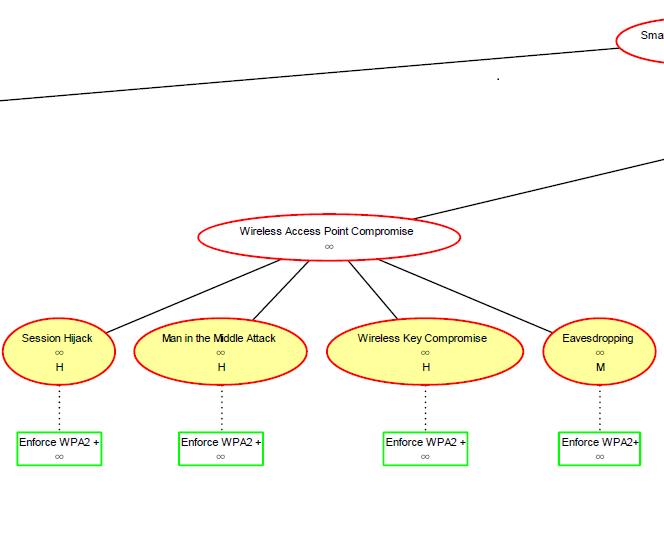 Sma
Wireless Access Point Compromise
∞
Session Hijack
∞
H
Man in the Middle Attack
∞
H
Wireless Key Compromise
∞
H
Eavesdropping
∞
M
Enforce WPA2 +
∞
Enforce WPA2 +
∞
Enforce WPA2 +
∞
Enforce WPA2+
∞